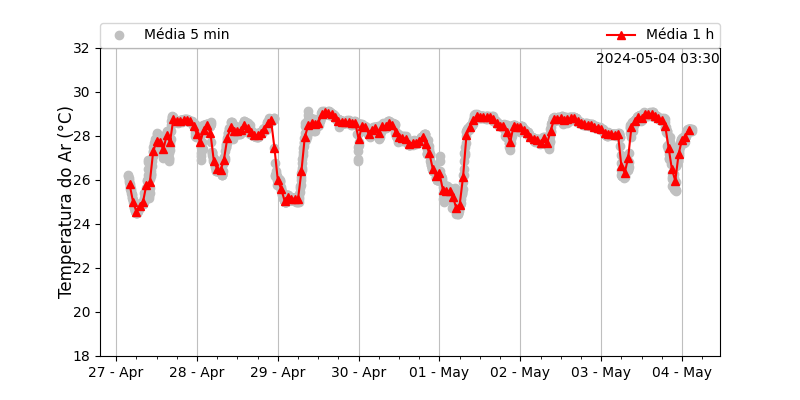 Média 5 min
Média 1 h
2024-05-04 03:30
Temperatura do Ar (°C)
32
30
28
26
24
22
20
18
27 - Apr
28 - Apr
29 - Apr
30 - Apr
01 - May
02 - May
03 - May
04 - May